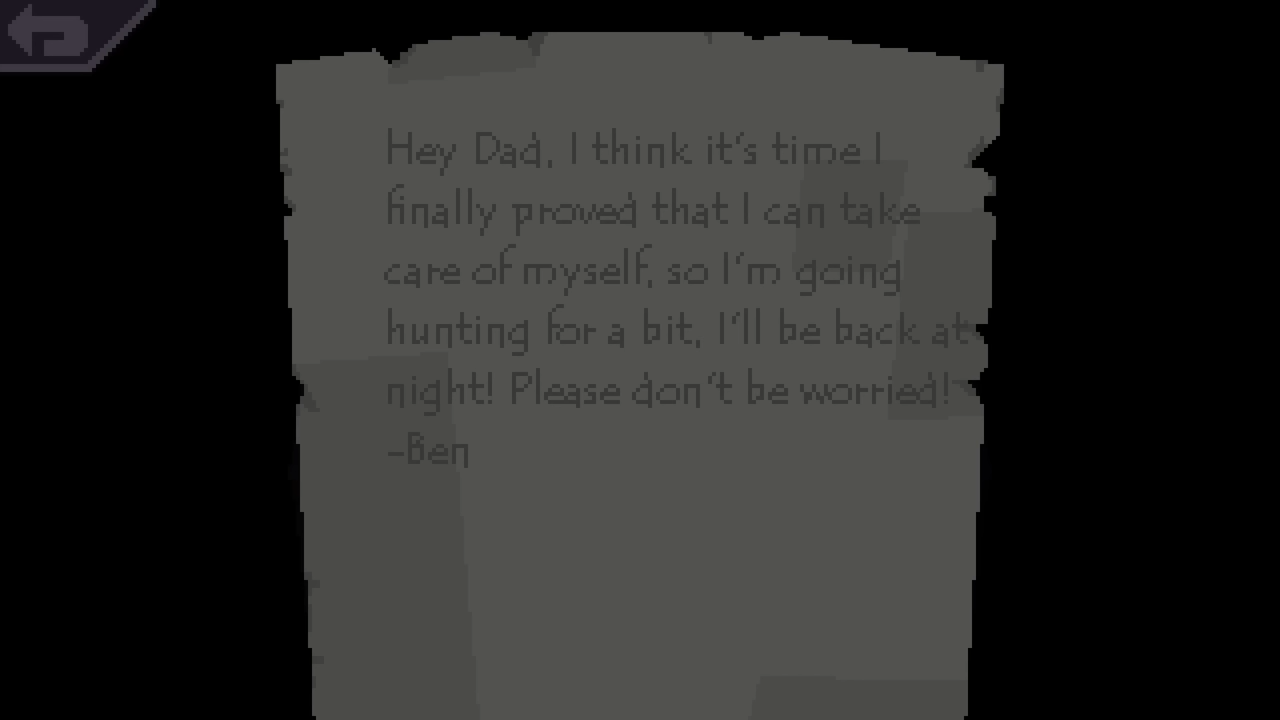 Hey Dad, I think it's time I
finally proved that I can take
care of myself, so I'm going
hunting for a bit, I'll be back at
night! Please don't be worried!
-Ben